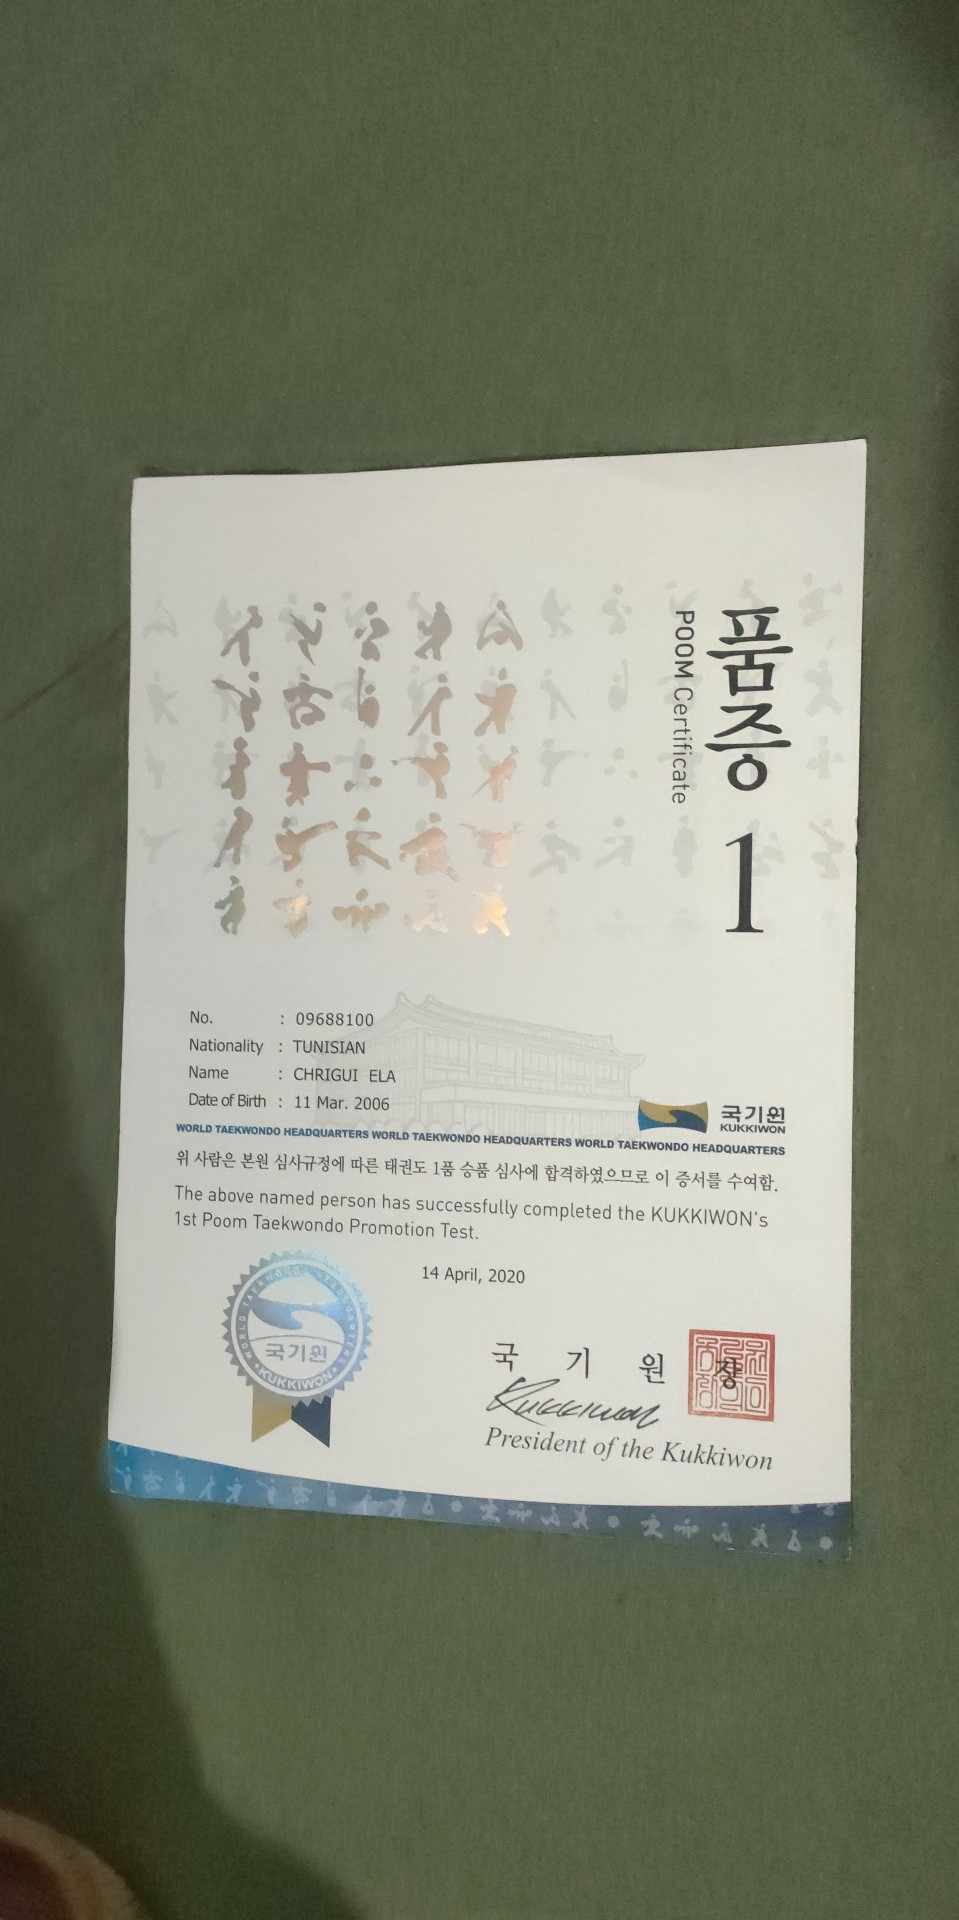 품증 1
POOM Certificate
No. : 09688100
Nationality : TUNISIAN
Name : CHRIGUI ELA
Date of Birth : 11 Mar. 2006
국기원
KUKKIWON
WORLD TAEKWONDO HEADQUARTERS WORLD TAEKWONDO HEADQUARTERS WORLD TAEKWONDO HEADQUARTERS
위 사람은 본원 심사규정에 따른 태권도 1품 승품 심사에 합격하였으므로 이 증서를 수여함.
The above named person has successfully completed the KUKKIWON's
1st Poom Taekwondo Promotion Test.
14 April, 2020
WORLD TAEKWONDO HEADQUARTERS
국기원
KUKKIWON
국 기 원 장
Kukkiwon
President of the Kukkiwon